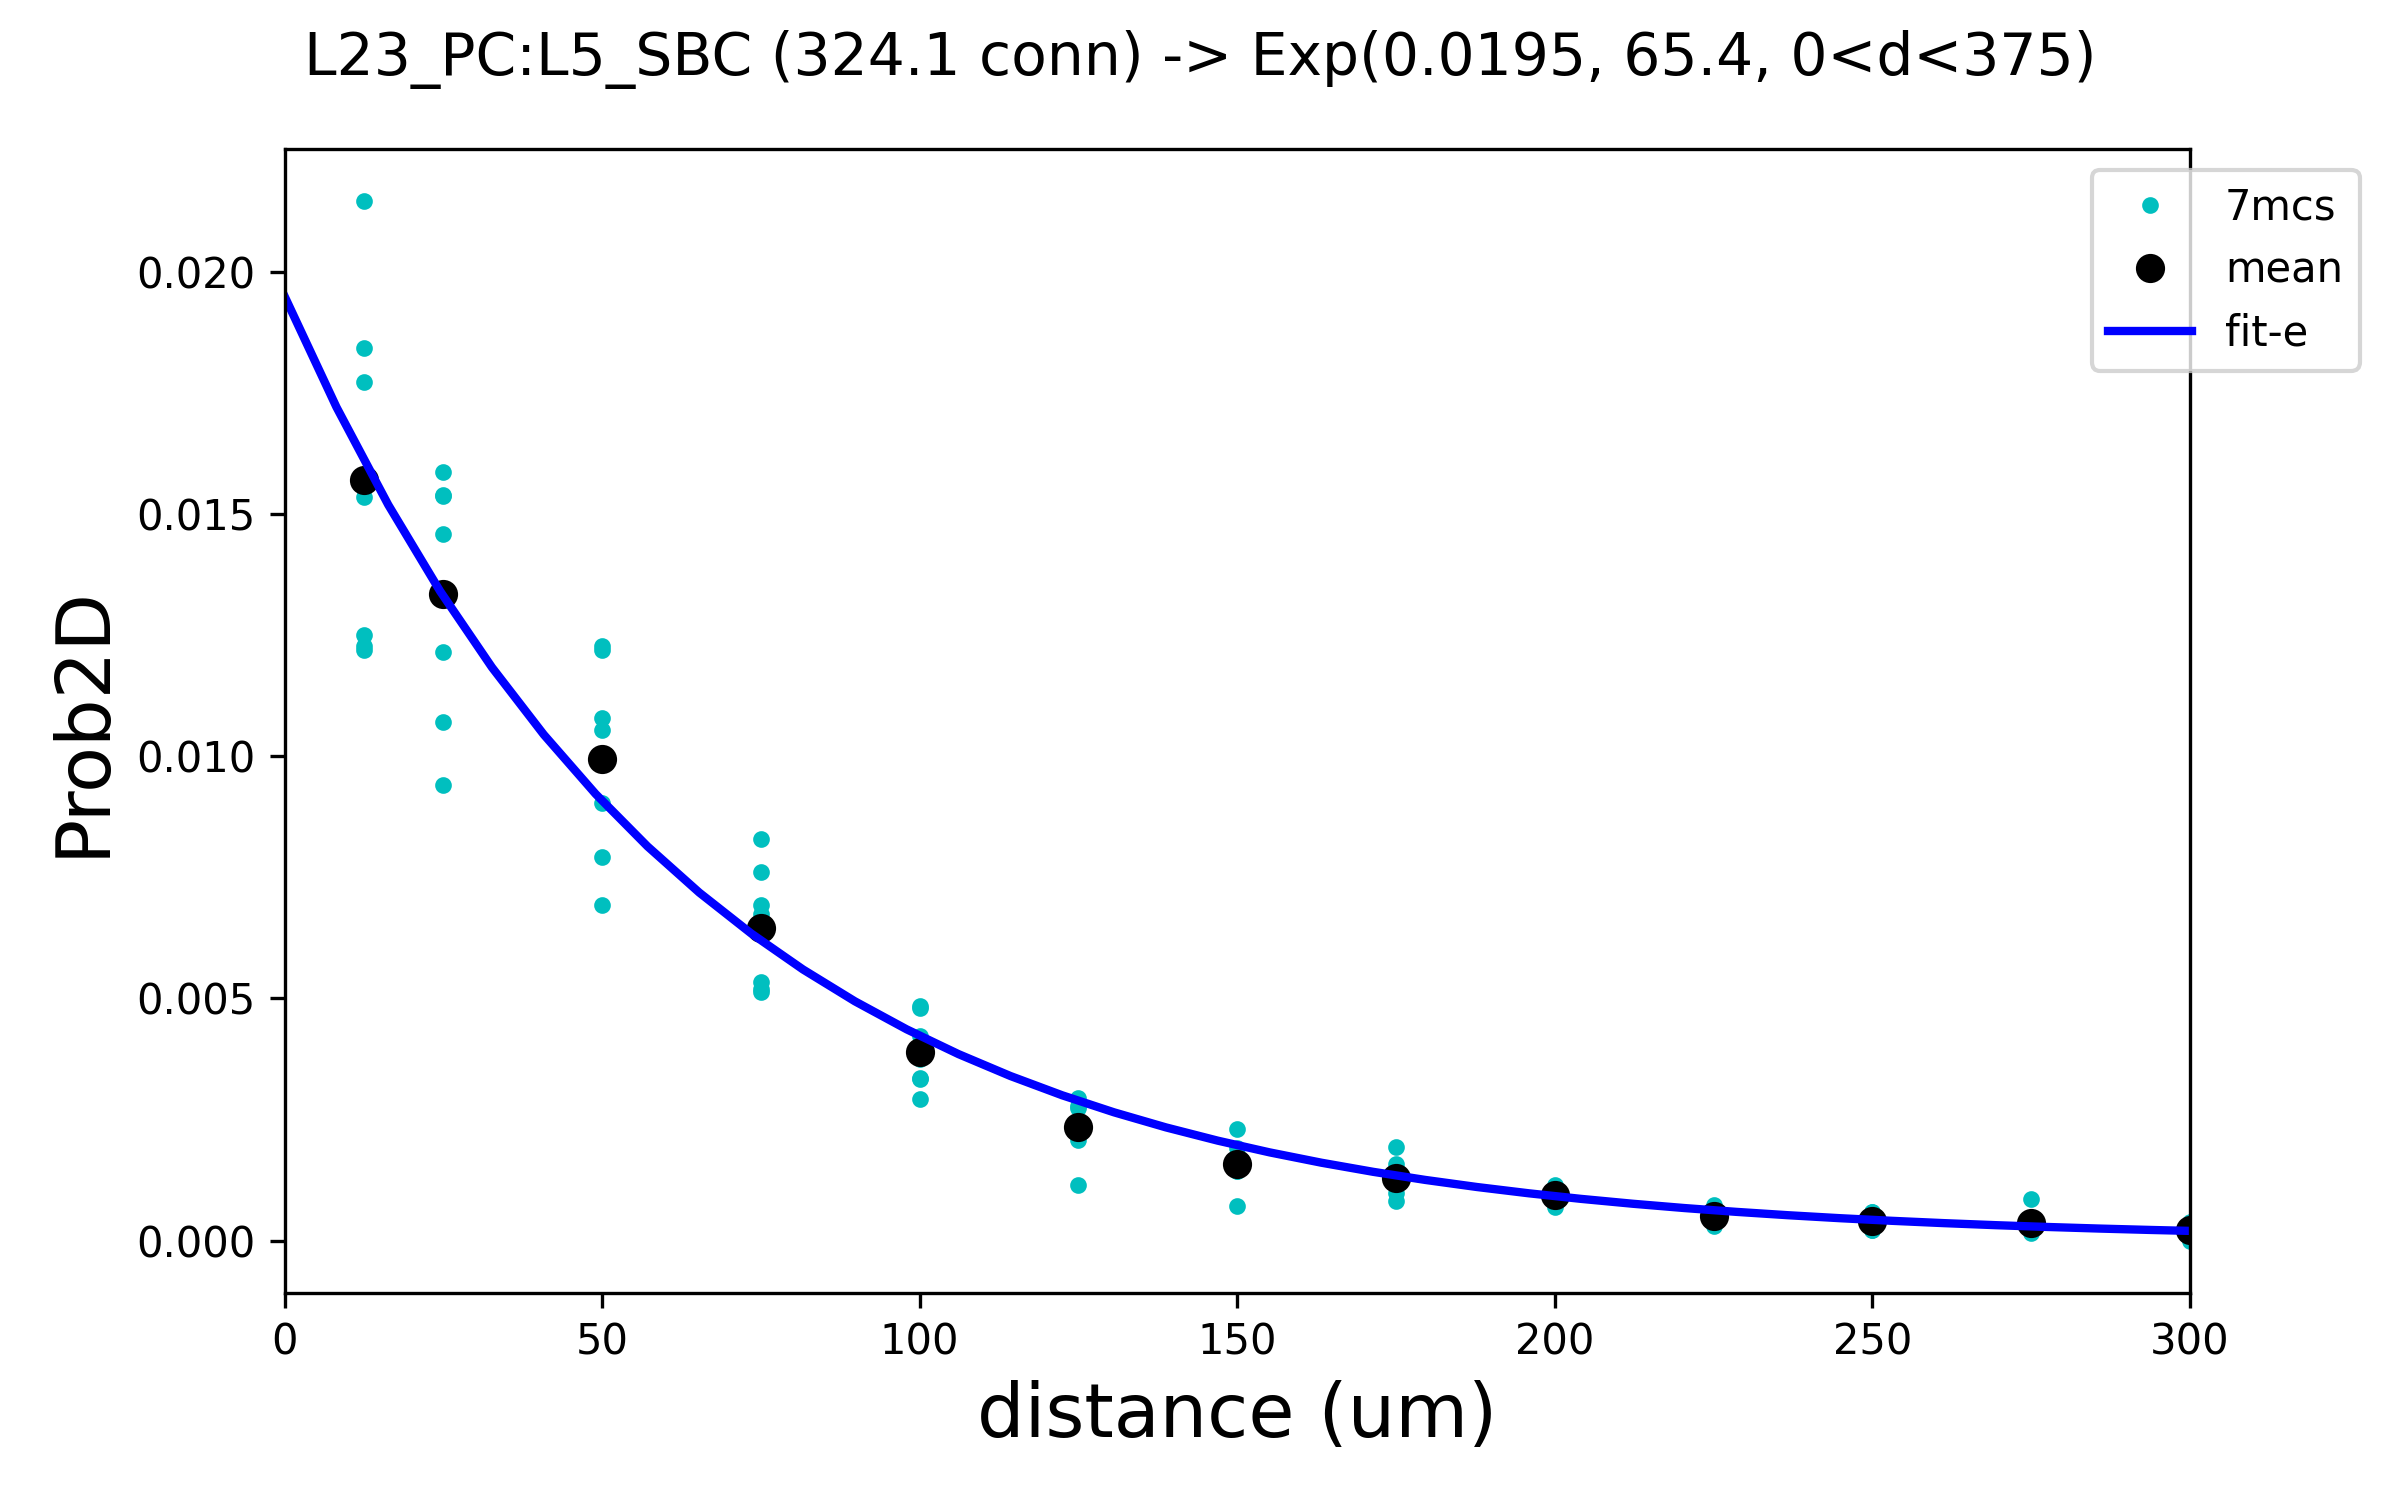 L23_PC:L5_SBC (324.1 conn) -> Exp(0.0195, 65.4, 0<d<375)
7mcs
mean
fit-e
0.020
0.015
0.010
0.005
0.000
Prob2D
0 50 100 150 200 250 300
distance (um)